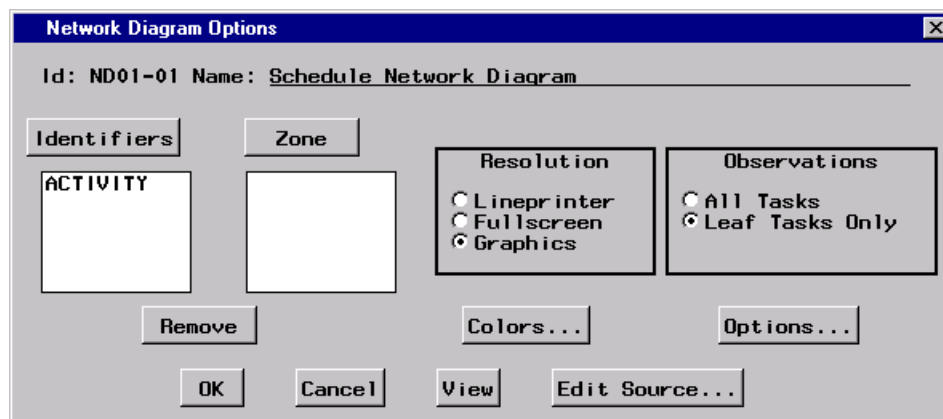 Network Diagram Options
Id: ND01-01 Name: Schedule Network Diagram
Identifiers
Zone
ACTIVITY
Resolution
Lineprinter
Fullscreen
Graphics
Observations
All Tasks
Leaf Tasks Only
Remove
Colors...
Options...
OK
Cancel
View
Edit Source...